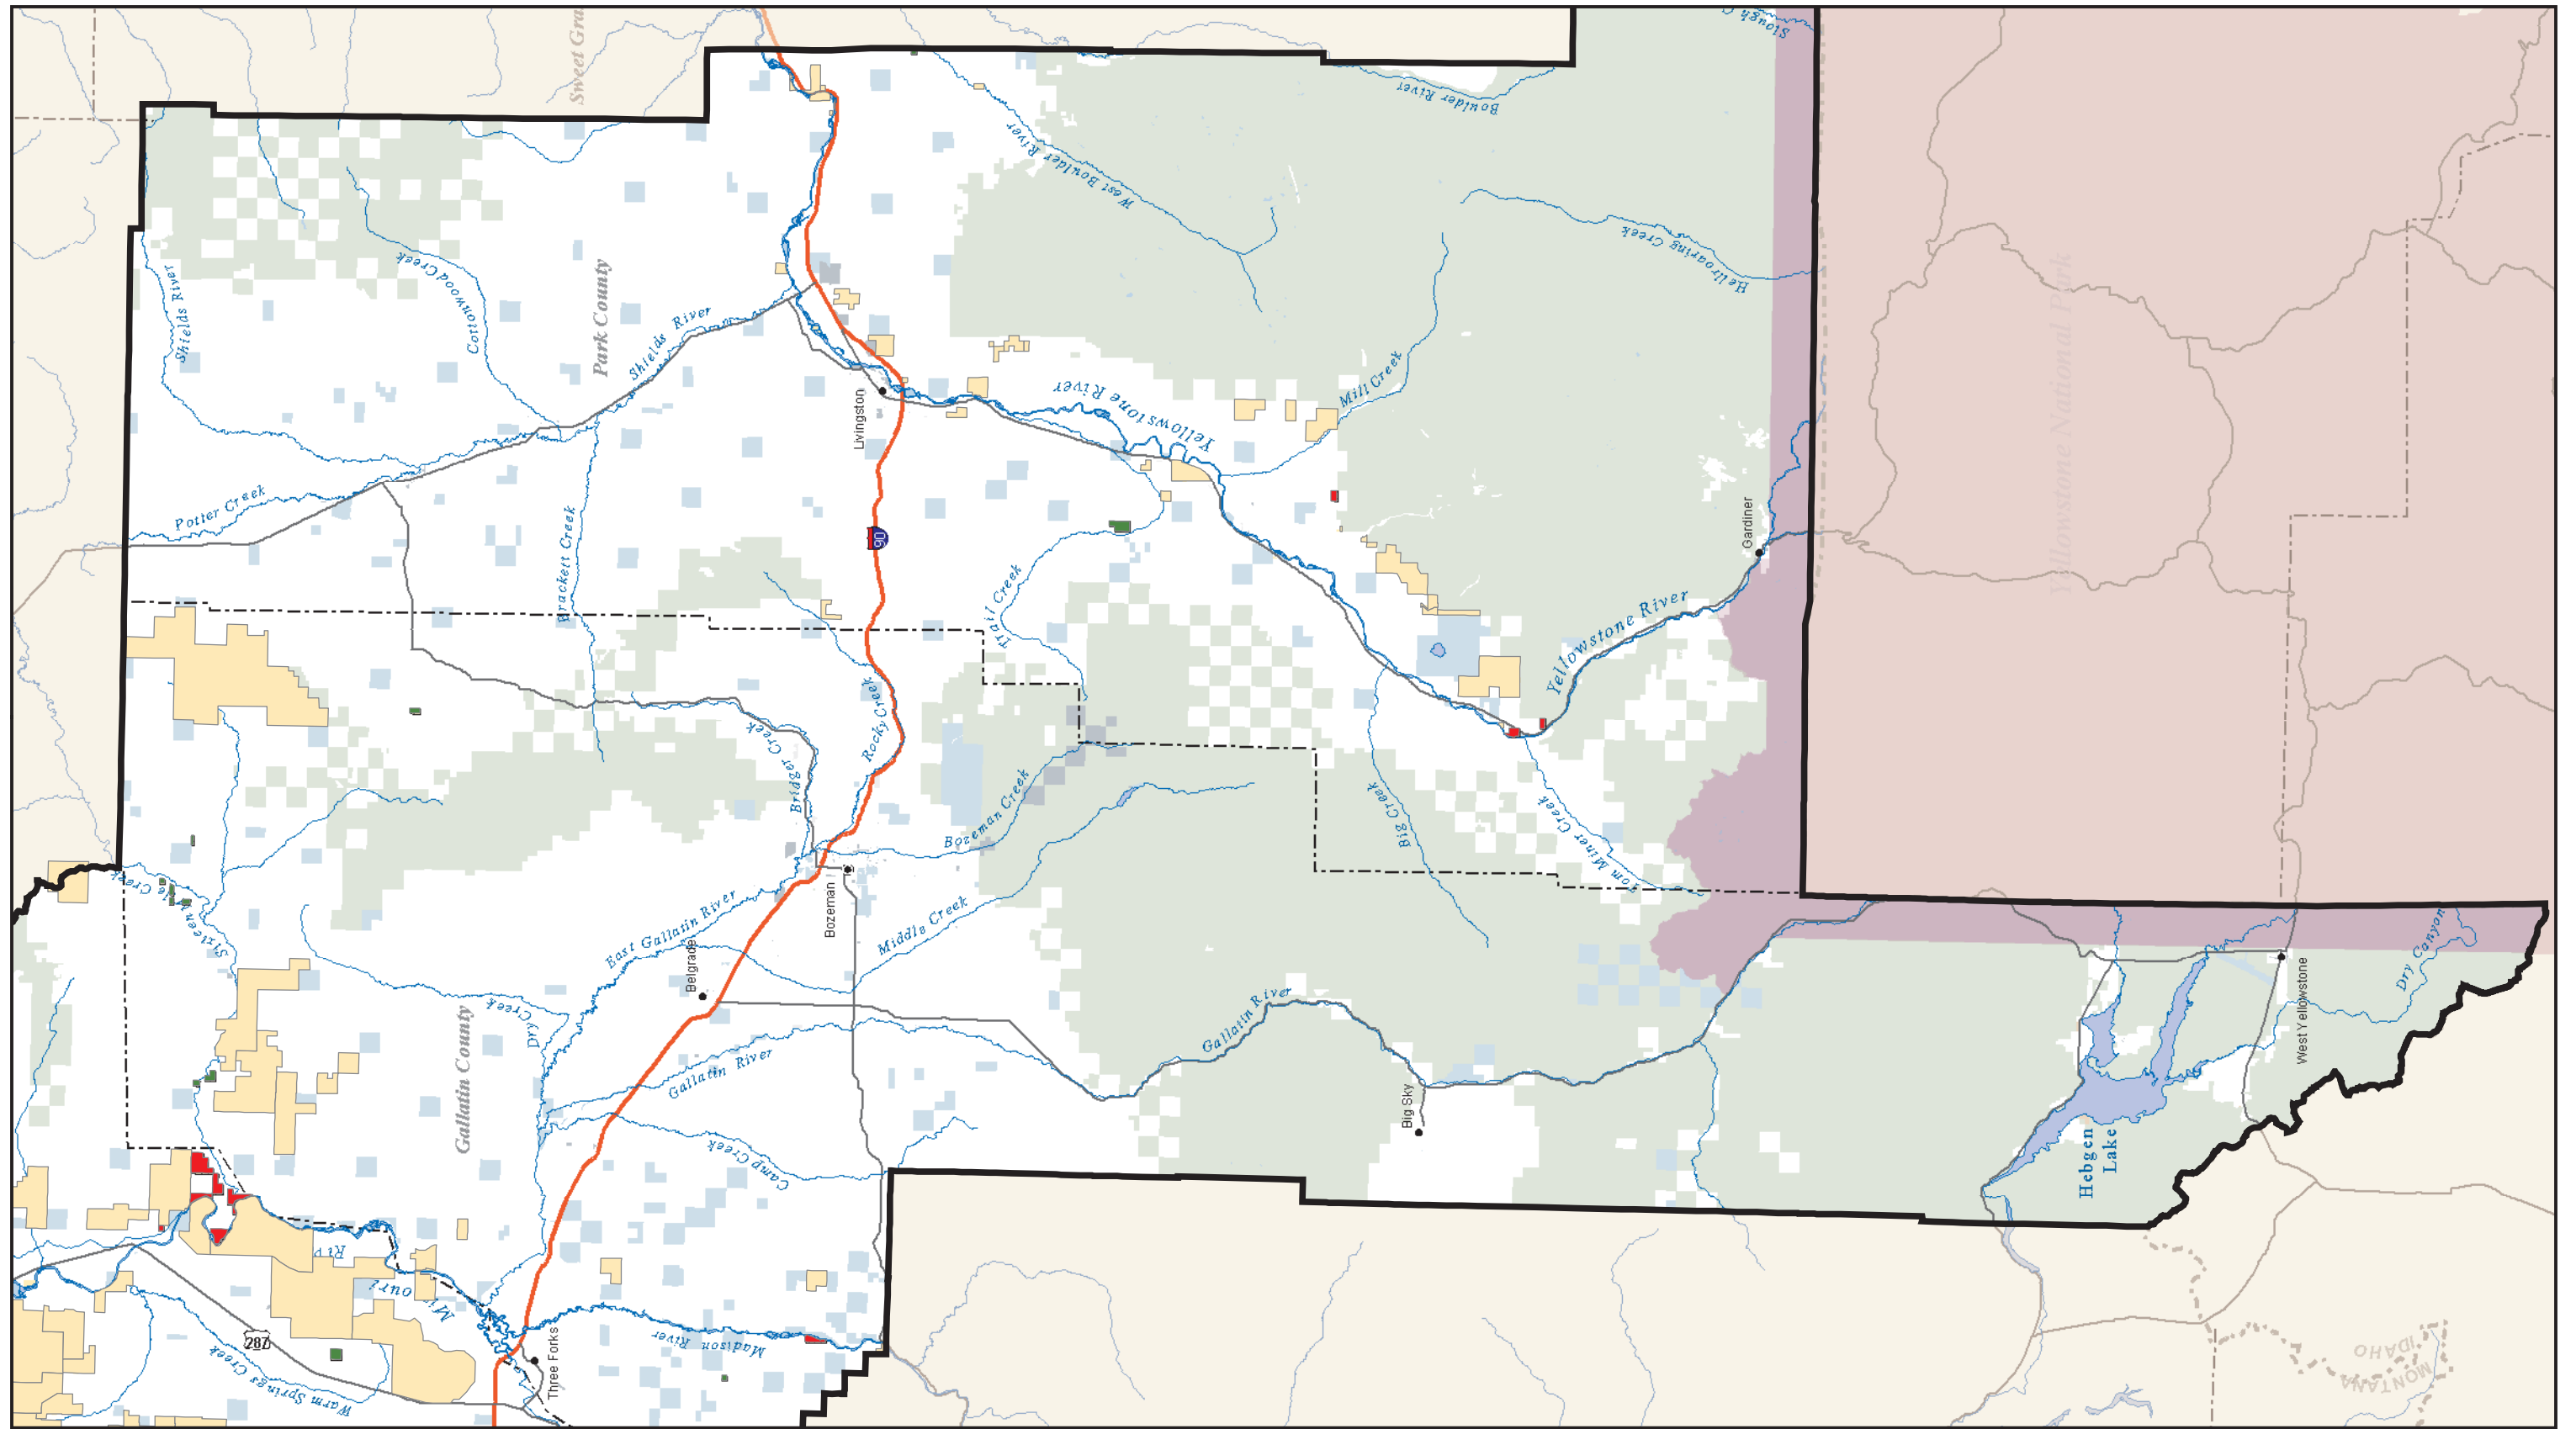 Sweet Gra
Slough C
Boulder River
West Boulder River
Hellroaring Creek
Shields River
Cottonwood Creek
Park County
Shields River
Yellowstone National Park
Livingston
Yellowstone River
Mill Creek
Potter Creek
Brackett Creek
90
Trail Creek
Gardiner
Yellowstone River
Bridger Creek
Rocky Creek
Bozeman Creek
Big Creek
Tom Miner Creek
Sixteen Mile Creek
East Gallatin River
Bozeman
Middle Creek
Belgrade
Dry Creek
Gallatin County
Gallatin River
Gallatin River
Camp Creek
Big Sky
West Yellowstone
Dry Canyon
Hebgen
Lake
Missouri Riv
287
Warm Springs Creek
Three Forks
Madison River
MONTANA
IDAHO